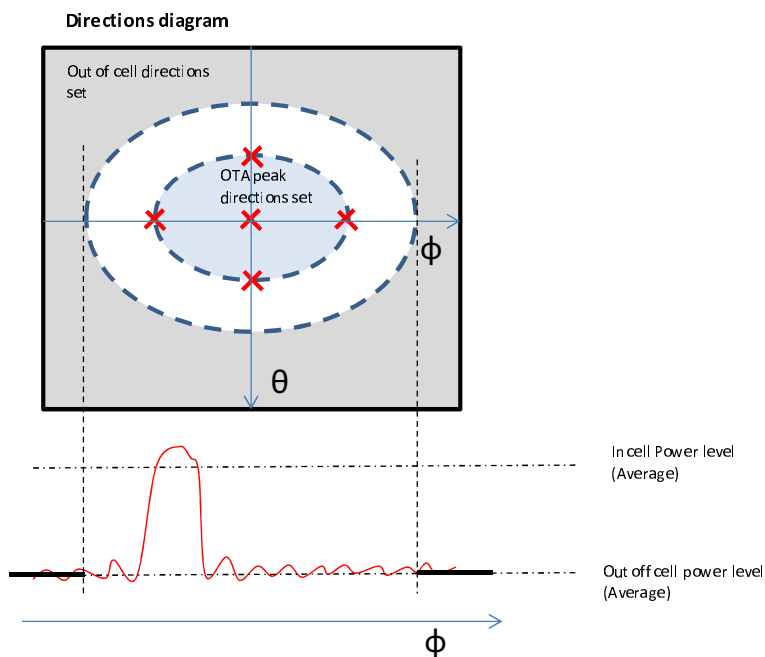 Directions diagram
Out of cell directions
set
OTA peak
directions set
ϕ
θ
In cell Power level
(Average)
Out off cell power level
(Average)
ϕ